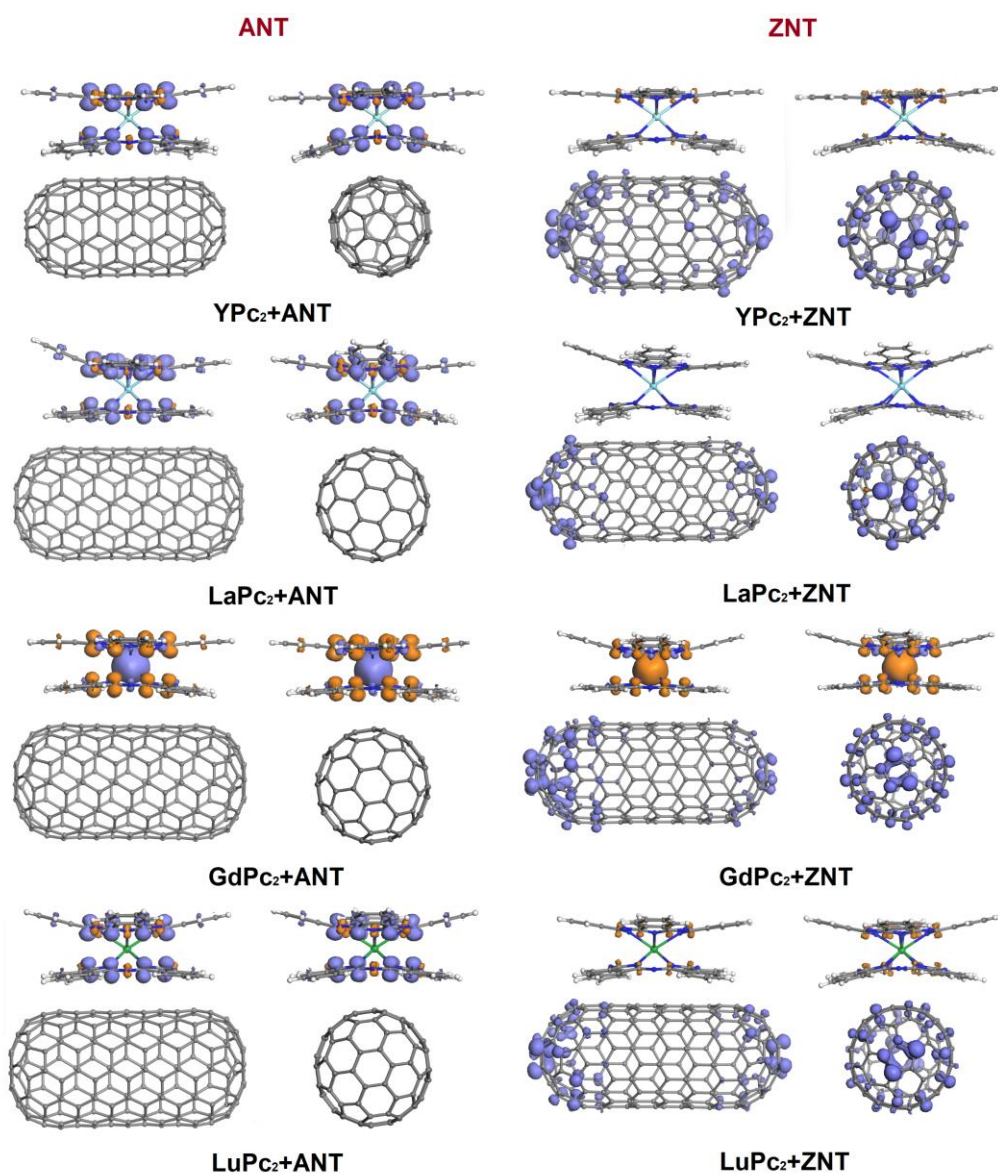 ANT ZNT
YPc₂+ANT YPc₂+ZNT
LaPc₂+ANT LaPc₂+ZNT
GdPc₂+ANT GdPc₂+ZNT
LuPc₂+ANT LuPc₂+ZNT